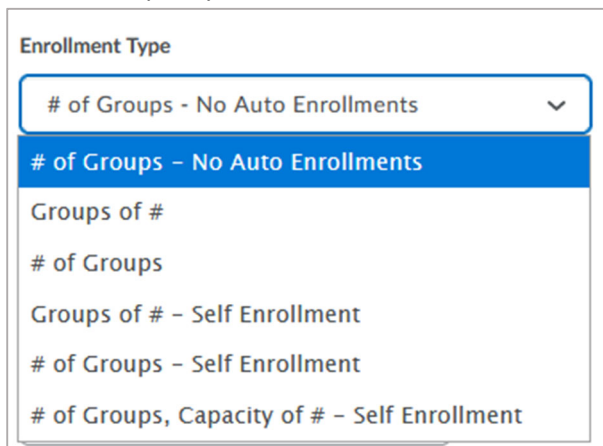 Enrollment Type
# of Groups - No Auto Enrollments
# of Groups – No Auto Enrollments
Groups of #
# of Groups
Groups of # – Self Enrollment
# of Groups – Self Enrollment
# of Groups, Capacity of # – Self Enrollment